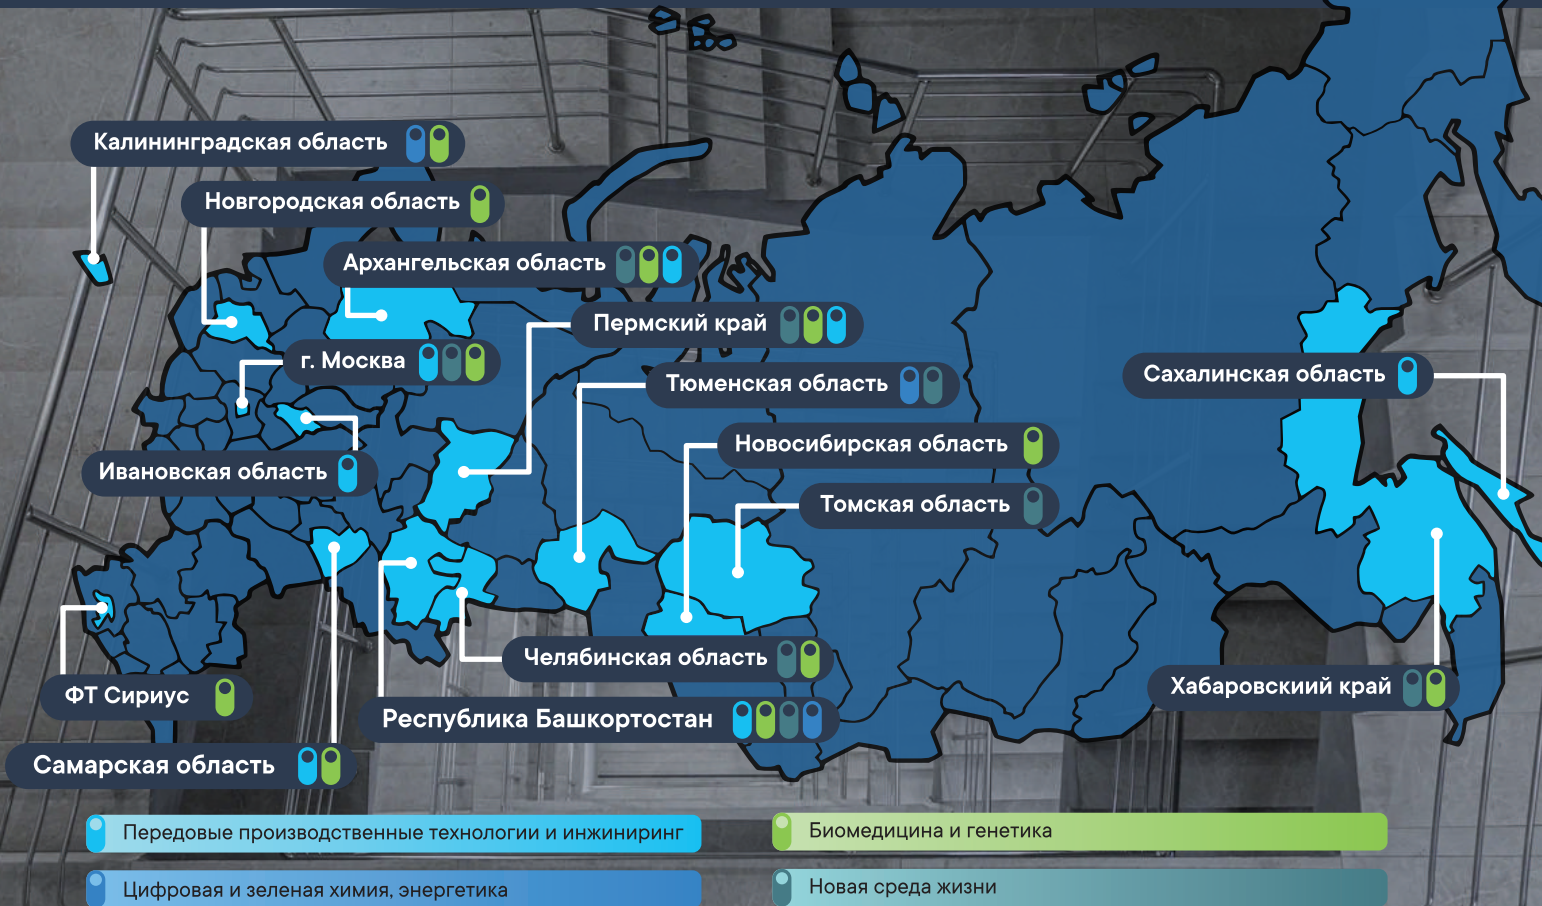 Калининградская область
Новгородская область
Архангельская область
Пермский край
г. Москва
Тюменская область
Сахалинская область
Новосибирская область
Ивановская область
Томская область
Челябинская область
ФТ Сириус
Хабаровскиий край
Республика Башкортостан
Самарская область
Передовые производственные технологии и инжиниринг
Биомедицина и генетика
Цифровая и зеленая химия, энергетика
Новая среда жизни